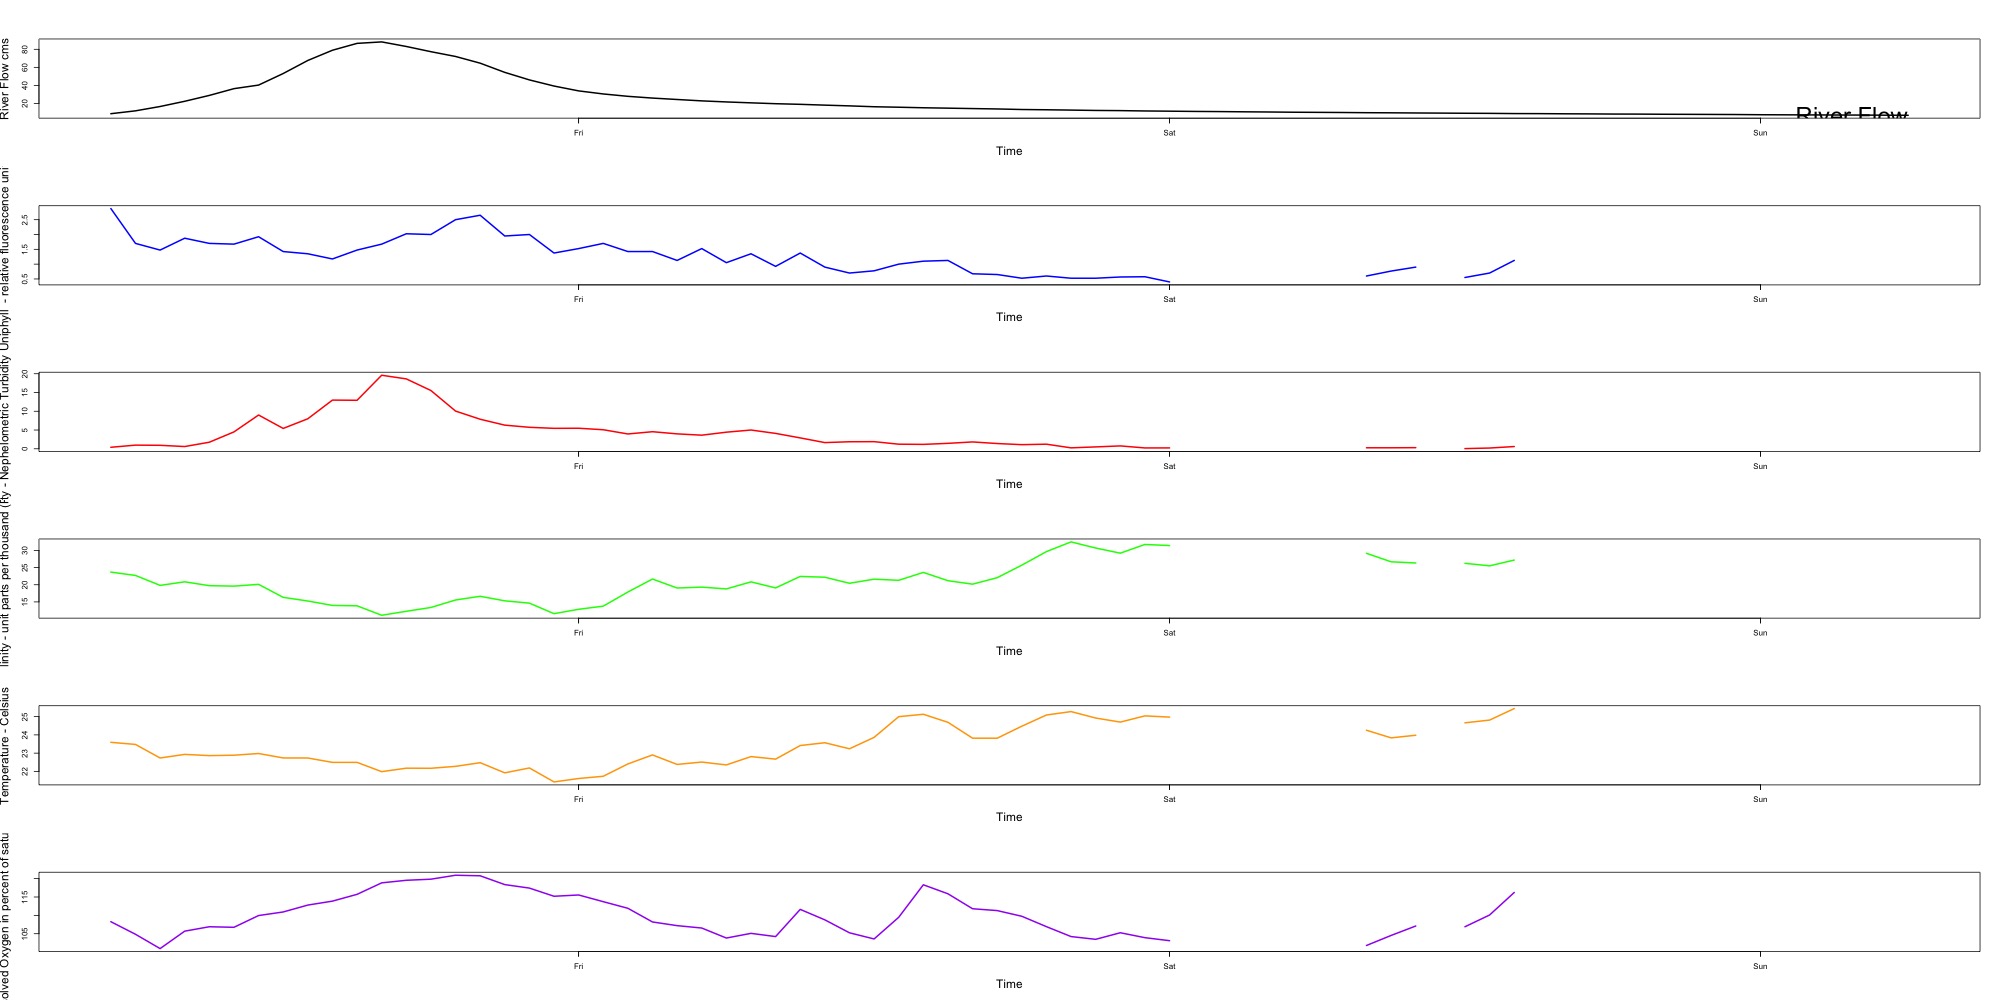 River Flow cms
80
60
40
20
River Flow
Fri Sat Sun
Time
- relative fluorescence uni
2.5
1.5
0.5
Fri Sat Sun
Time
- Nephelometric Turbidity Uni
20
15
10
5
0
Fri Sat Sun
Time
linity - unit parts per thousand (
30
25
20
15
Fri Sat Sun
Time
Temperature - Celsius
25
24
23
22
Fri Sat Sun
Time
olved Oxygen in percent of satu
115
105
Fri Sat Sun
Time